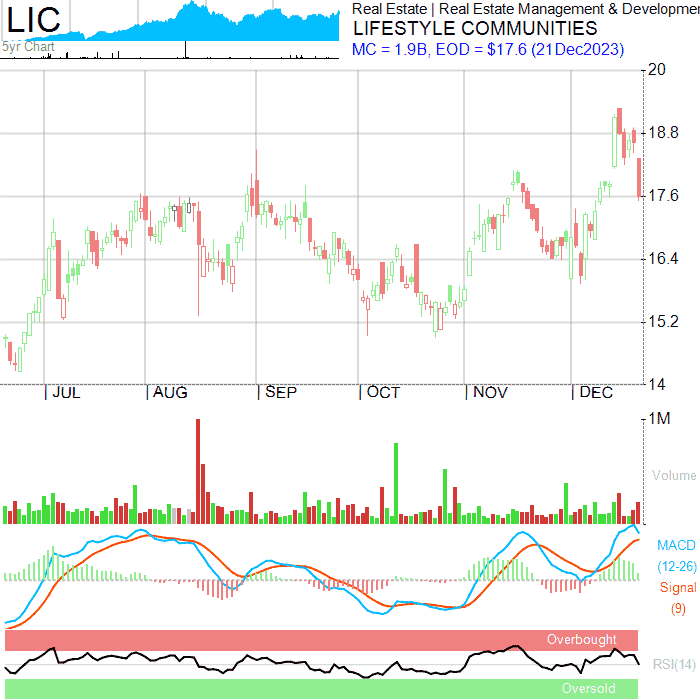 LIC
5yr Chart
Real Estate | Real Estate Management & Developmen
LIFESTYLE COMMUNITIES
MC = 1.9B, EOD = $17.6 (21Dec2023)
20
18.8
17.6
16.4
15.2
14
| JUL | AUG | SEP | OCT | NOV | DEC
1M
Volume
MACD
(12-26)
Signal
(9)
Overbought
RSI(14)
Oversold